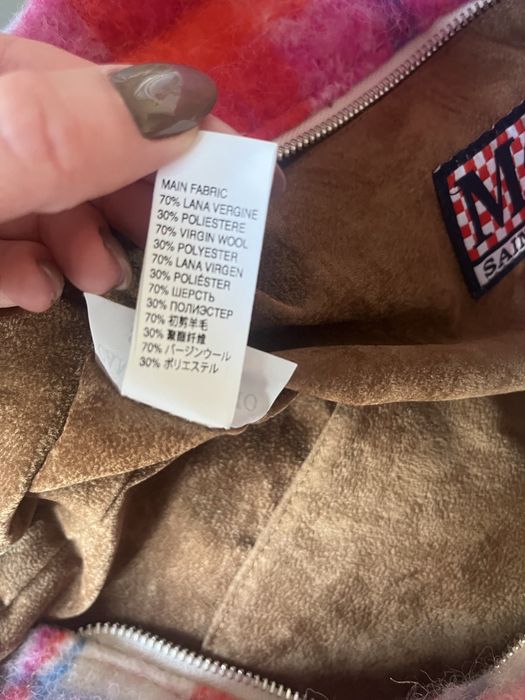 MAIN FABRIC
70% LANA VERGINE
30% POLIESTERE
70% VIRGIN WOOL
30% POLYESTER
70% LANA VIRGEN
30% POLIÉSTER
70% ШЕРСТЬ
30% ПОЛИЭСТЕР
70% 初剪羊毛
30% 聚酯纤维
70% バージンウール
30% ポリエステル